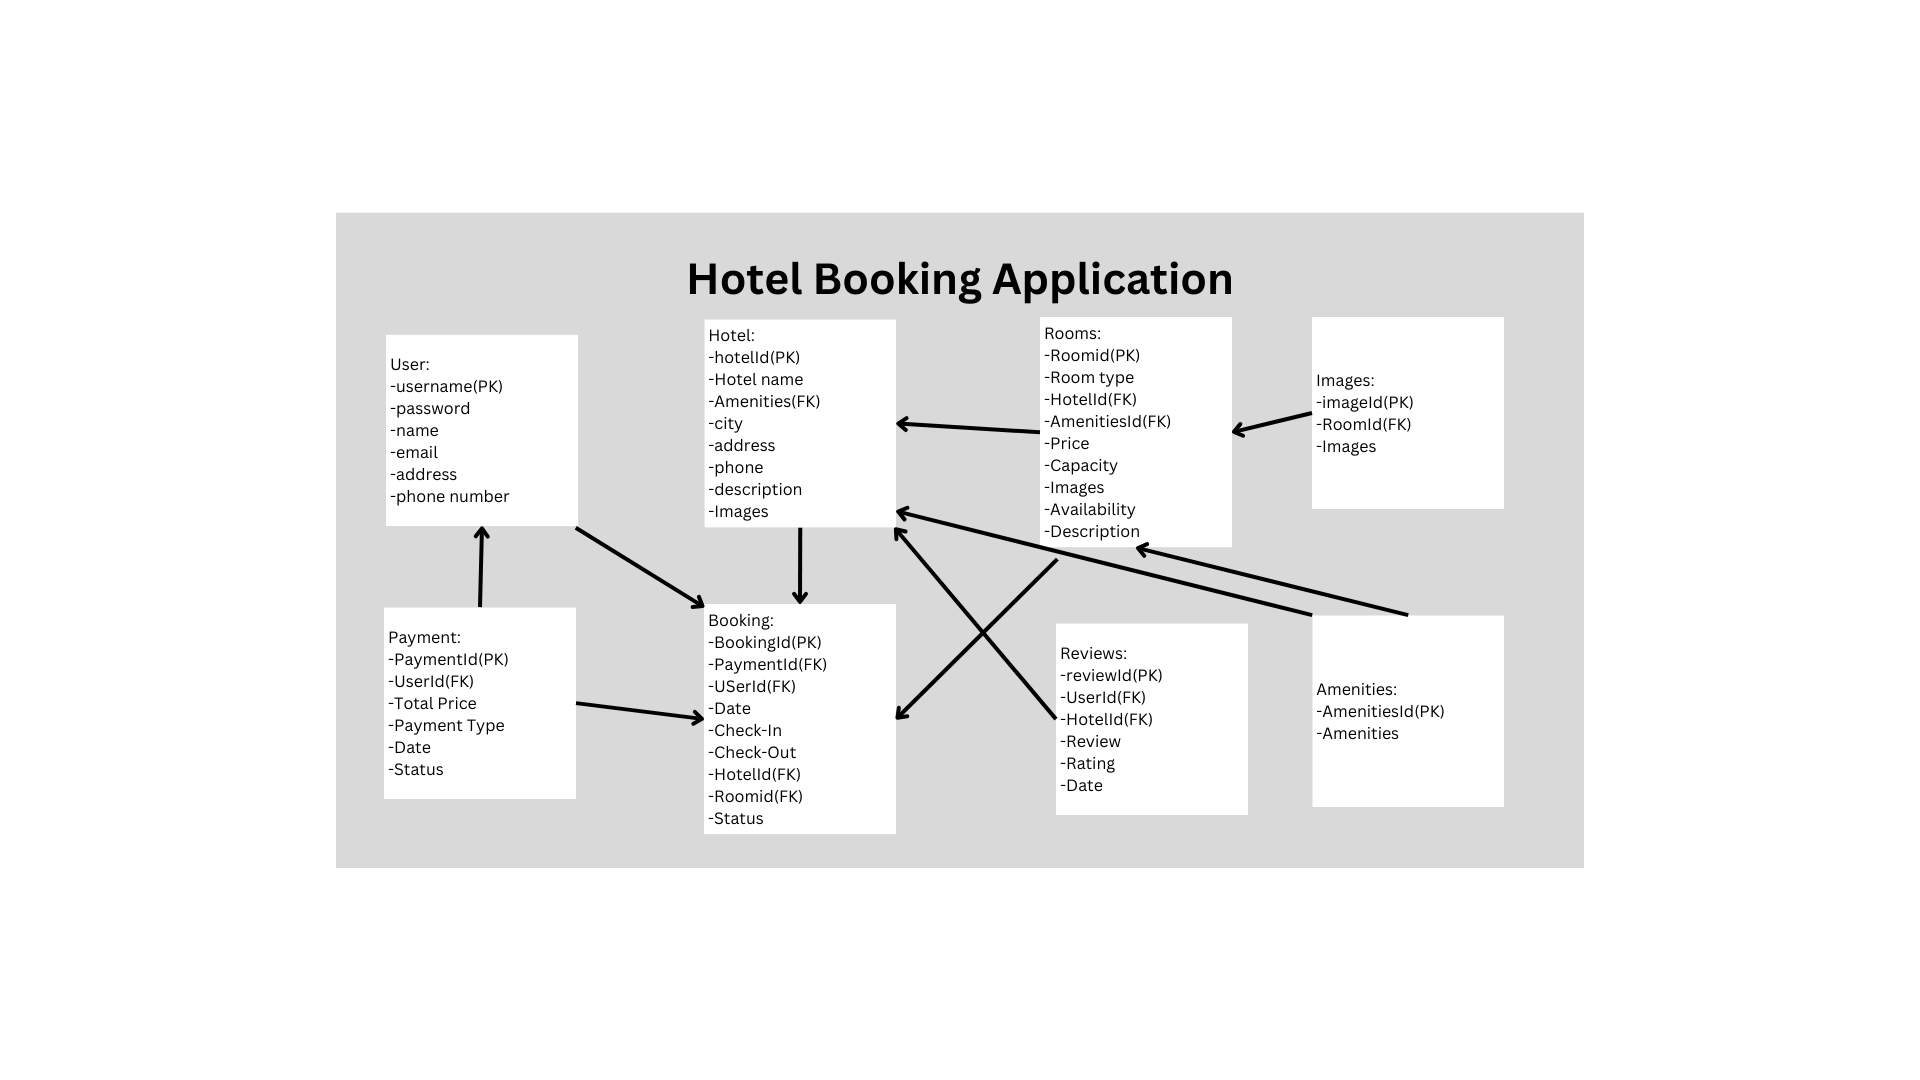 Hotel Booking Application
User:
-username(PK)
-password
-name
-email
-address
-phone number
Hotel:
-hotelId(PK)
-Hotel name
-Amenities(FK)
-city
-address
-phone
-description
-Images
Rooms:
-Roomid(PK)
-Room type
-HotelId(FK)
-AmenitiesId(FK)
-Price
-Capacity
-Images
-Availability
-Description
Images:
-imageId(PK)
-RoomId(FK)
-Images
Payment:
-PaymentId(PK)
-UserId(FK)
-Total Price
-Payment Type
-Date
-Status
Booking:
-BookingId(PK)
-PaymentId(FK)
-USerId(FK)
-Date
-Check-In
-Check-Out
-HotelId(FK)
-Roomid(FK)
-Status
Reviews:
-reviewId(PK)
-UserId(FK)
-HotelId(FK)
-Review
-Rating
-Date
Amenities:
-AmenitiesId(PK)
-Amenities